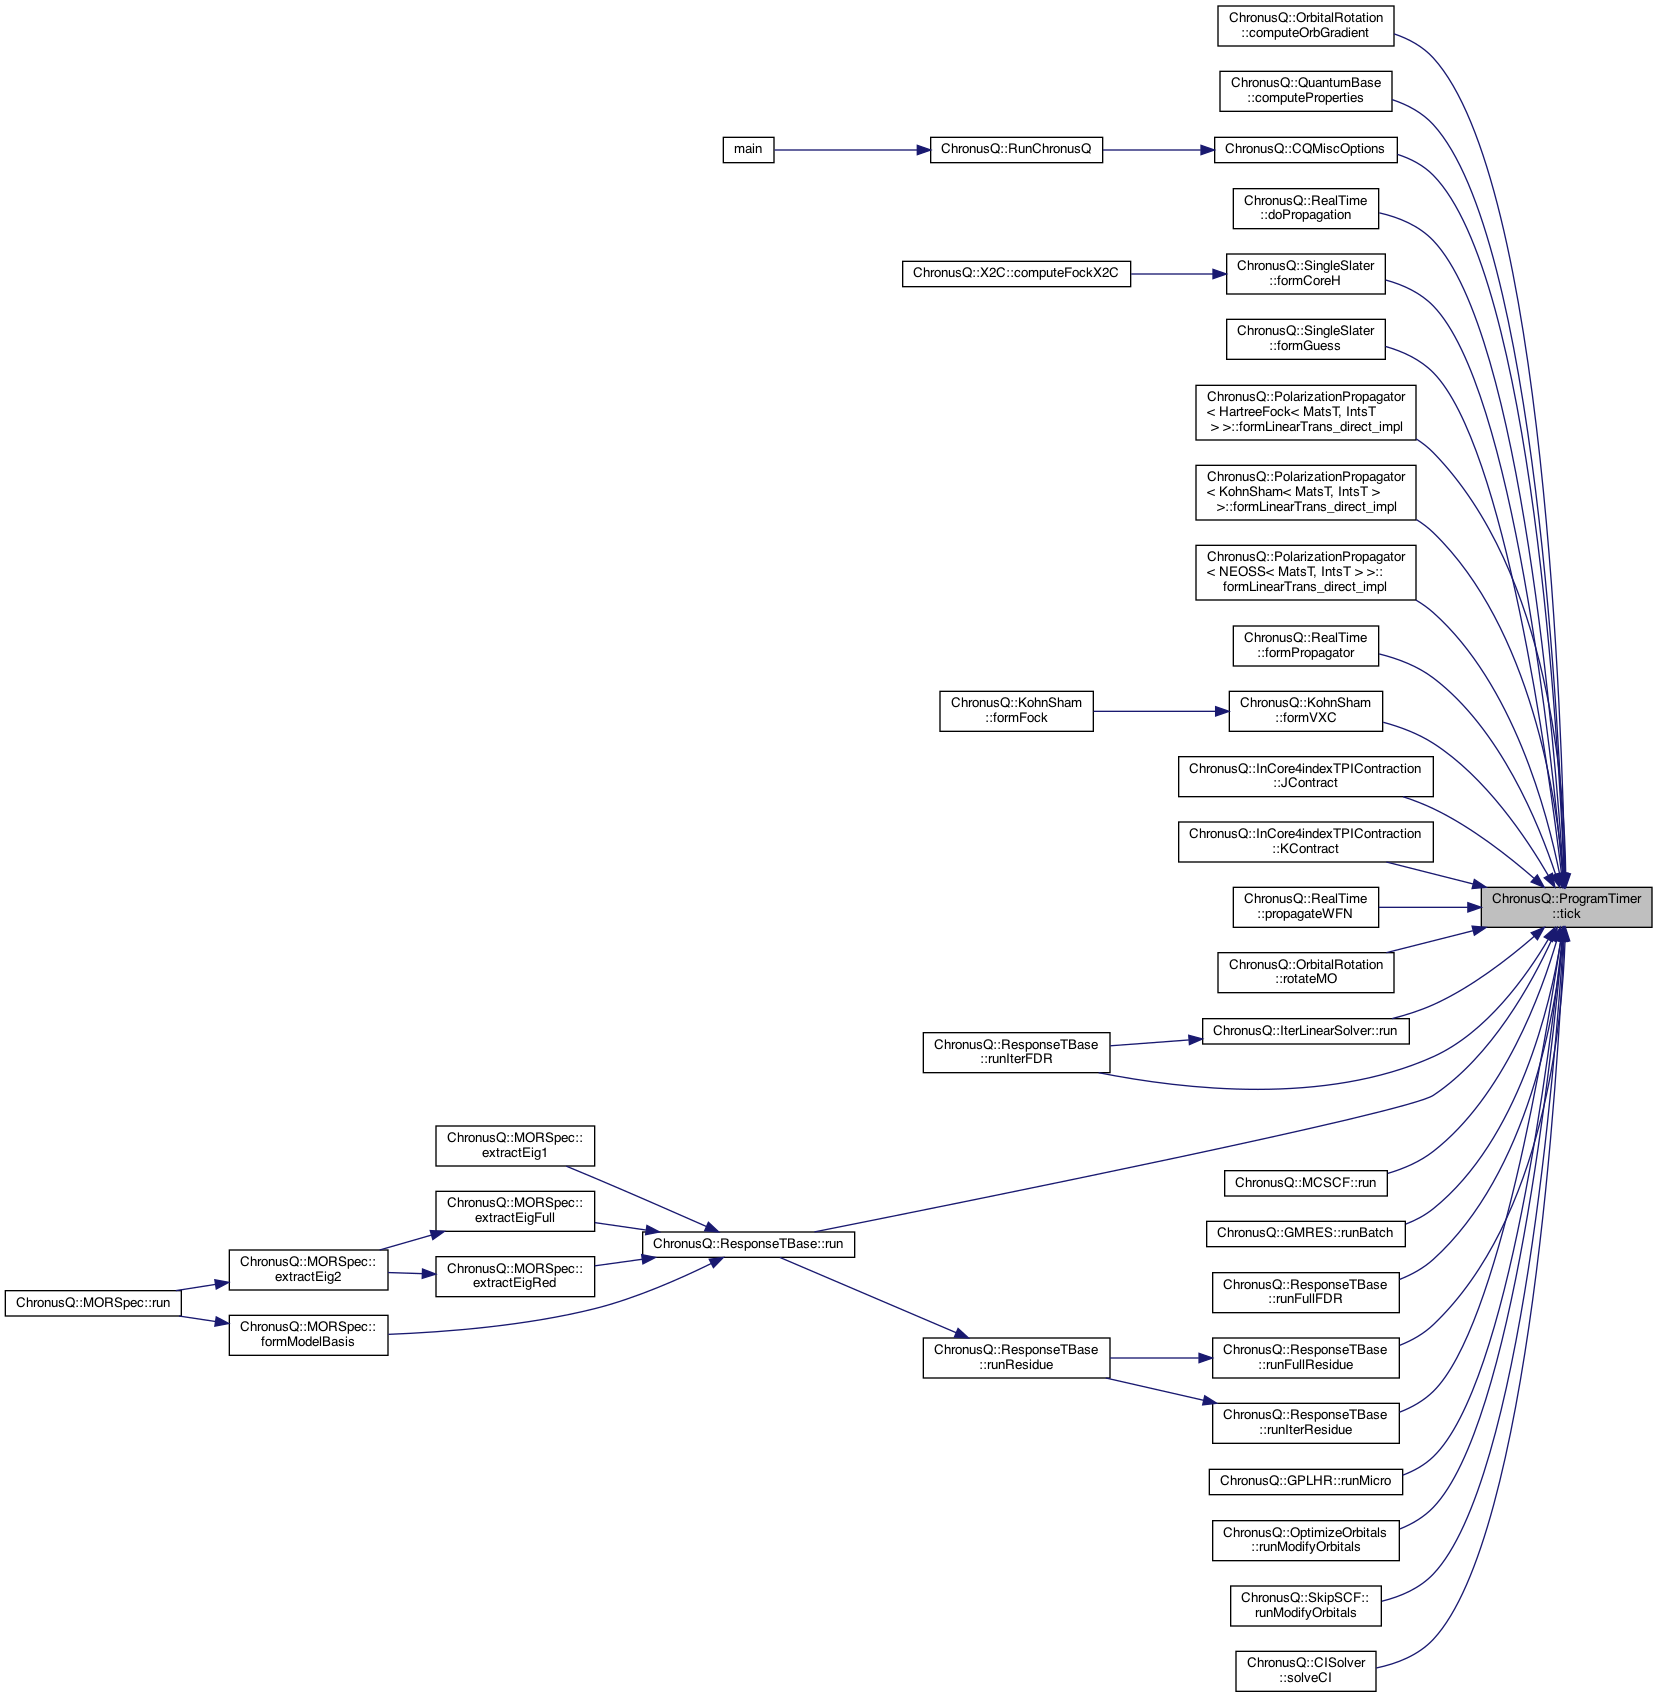 ChronusQ::OrbitalRotation
::computeOrbGradient
ChronusQ::QuantumBase
::computeProperties
main
ChronusQ::RunChronusQ
ChronusQ::CQMiscOptions
ChronusQ::RealTime
::doPropagation
ChronusQ::X2C::computeFockX2C
ChronusQ::SingleSlater
::formCoreH
ChronusQ::SingleSlater
::formGuess
ChronusQ::PolarizationPropagator
< HartreeFock< MatsT, IntsT
> >::formLinearTrans_direct_impl
ChronusQ::PolarizationPropagator
< KohnSham< MatsT, IntsT >
>::formLinearTrans_direct_impl
ChronusQ::PolarizationPropagator
< NEOSS< MatsT, IntsT > >::
formLinearTrans_direct_impl
ChronusQ::RealTime
::formPropagator
ChronusQ::KohnSham
::formFock
ChronusQ::KohnSham
::formVXC
ChronusQ::InCore4indexTPIContraction
::JContract
ChronusQ::InCore4indexTPIContraction
::KContract
ChronusQ::RealTime
::propagateWFN
ChronusQ::ProgramTimer
::tick
ChronusQ::OrbitalRotation
::rotateMO
ChronusQ::IterLinearSolver::run
ChronusQ::ResponseTBase
::runIterFDR
ChronusQ::MORSpec::
extractEig1
ChronusQ::MCSCF::run
ChronusQ::MORSpec::
extractEigFull
ChronusQ::GMRES::runBatch
ChronusQ::ResponseTBase::run
ChronusQ::MORSpec::
extractEig2
ChronusQ::MORSpec::
extractEigRed
ChronusQ::ResponseTBase
::runFullFDR
ChronusQ::MORSpec::run
ChronusQ::MORSpec::
formModelBasis
ChronusQ::ResponseTBase
::runResidue
ChronusQ::ResponseTBase
::runFullResidue
ChronusQ::ResponseTBase
::runIterResidue
ChronusQ::GPLHR::runMicro
ChronusQ::OptimizeOrbitals
::runModifyOrbitals
ChronusQ::SkipSCF::
runModifyOrbitals
ChronusQ::CISolver
::solveCI